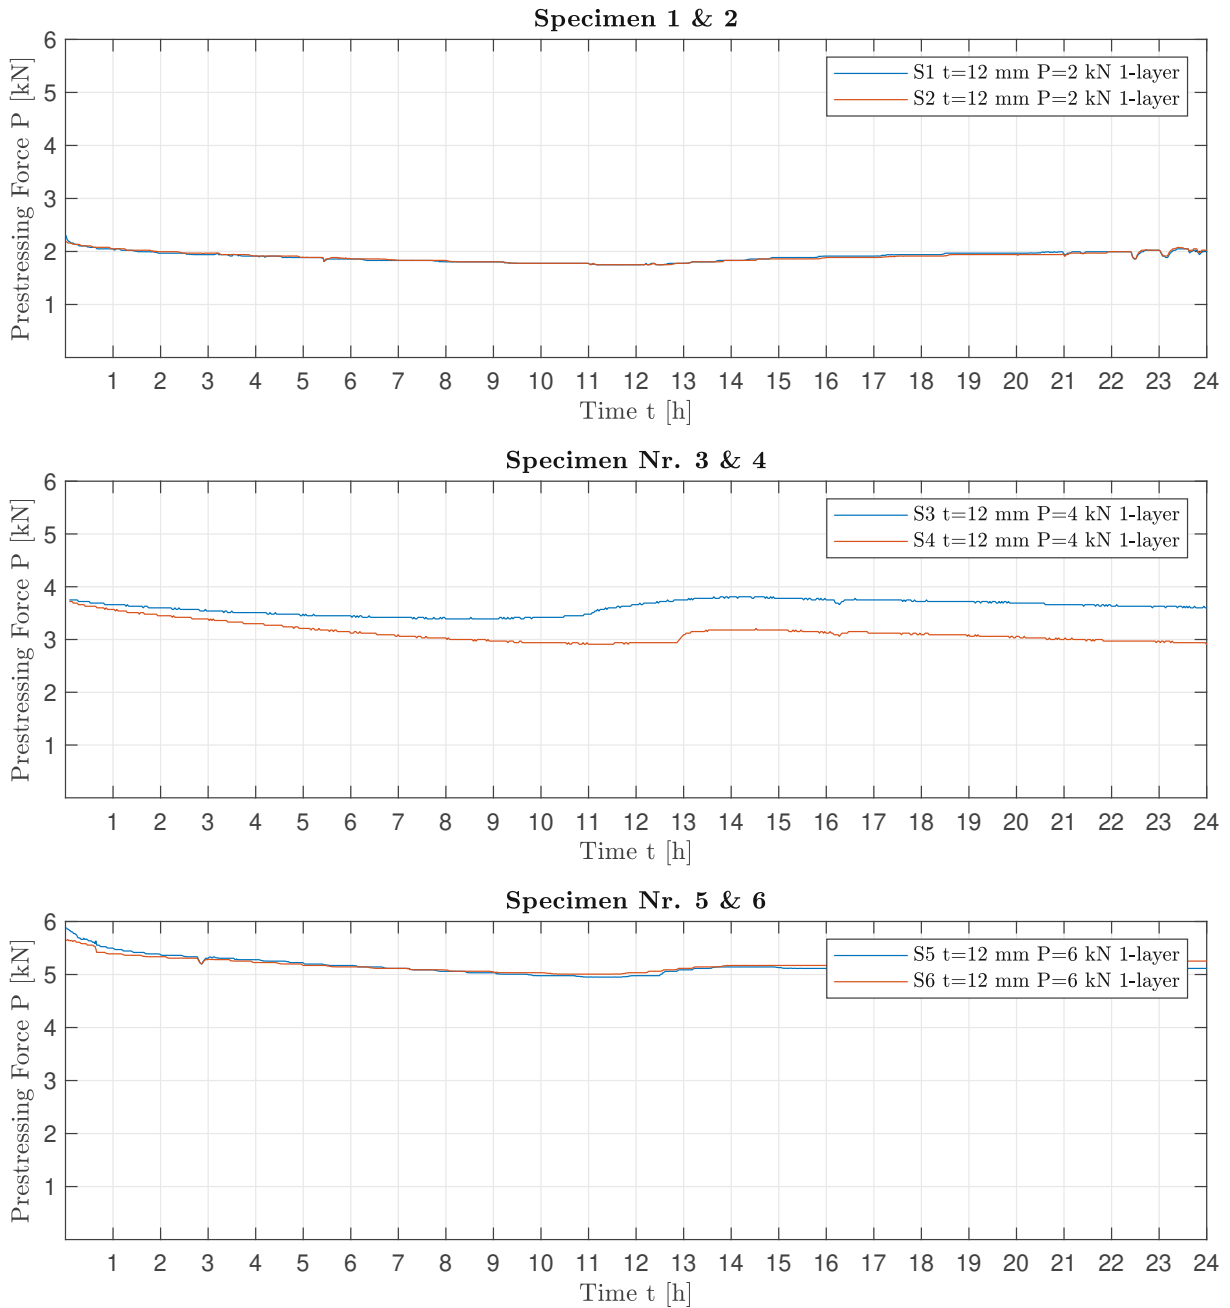 Specimen 1 & 2
Prestressing Force P [kN]
6
5
4
3
2
1
S1 t=12 mm P=2 kN 1-layer
S2 t=12 mm P=2 kN 1-layer
1 2 3 4 5 6 7 8 9 10 11 12 13 14 15 16 17 18 19 20 21 22 23 24
Time t [h]
Specimen Nr. 3 & 4
Prestressing Force P [kN]
6
5
4
3
2
1
S3 t=12 mm P=4 kN 1-layer
S4 t=12 mm P=4 kN 1-layer
1 2 3 4 5 6 7 8 9 10 11 12 13 14 15 16 17 18 19 20 21 22 23 24
Time t [h]
Specimen Nr. 5 & 6
Prestressing Force P [kN]
6
5
4
3
2
1
S5 t=12 mm P=6 kN 1-layer
S6 t=12 mm P=6 kN 1-layer
1 2 3 4 5 6 7 8 9 10 11 12 13 14 15 16 17 18 19 20 21 22 23 24
Time t [h]